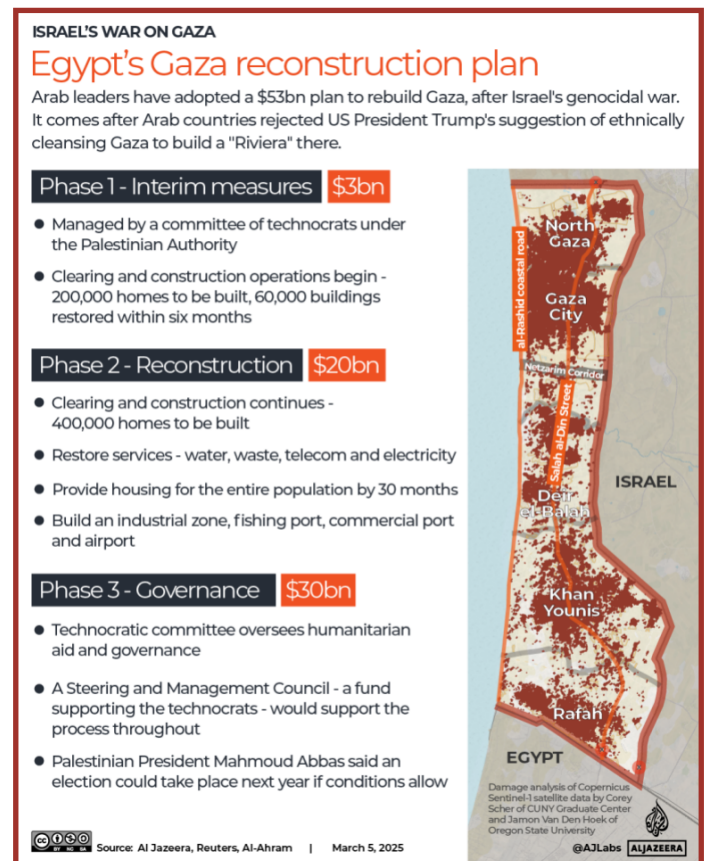 ISRAEL'S WAR ON GAZA
Egypt's Gaza reconstruction plan
Arab leaders have adopted a $53bn plan to rebuild Gaza, after Israel's genocidal war.
It comes after Arab countries rejected US President Trump's suggestion of ethnically
cleansing Gaza to build a "Riviera" there.
Phase 1 - Interim measures $3bn
● Managed by a committee of technocrats under
the Palestinian Authority
● Clearing and construction operations begin -
200,000 homes to be built, 60,000 buildings
restored within six months
Phase 2 - Reconstruction $20bn
● Clearing and construction continues -
400,000 homes to be built
● Restore services - water, waste, telecom and electricity
● Provide housing for the entire population by 30 months
● Build an industrial zone, fishing port, commercial port
and airport
Phase 3 - Governance $30bn
● Technocratic committee oversees humanitarian
aid and governance
● A Steering and Management Council - a fund
supporting the technocrats - would support the
process throughout
● Palestinian President Mahmoud Abbas said an
election could take place next year if conditions allow
North
Gaza
al-Rashid coastal road
Gaza
City
Netzarim Corridor
Salah al-Din Street
ISRAEL
Deir
el-Balah
Khan
Younis
Rafah
EGYPT
Damage analysis of Copernicus
Sentinel-1 satellite data by Corey
Scher of CUNY Graduate Center
and Jamon Van Den Hoek of
Oregon State University
cc BY NC SA Source: Al Jazeera, Reuters, Al-Ahram | March 5, 2025
@AJLabs ALJAZEERA